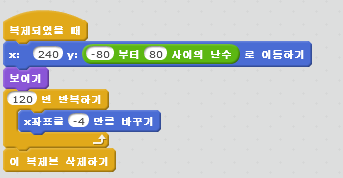 복제되었을 때
x: 240 y: -80 부터 80 사이의 난수 로 이동하기
보이기
120 번 반복하기
x좌표를 -4 만큼 바꾸기
이 복제본 삭제하기